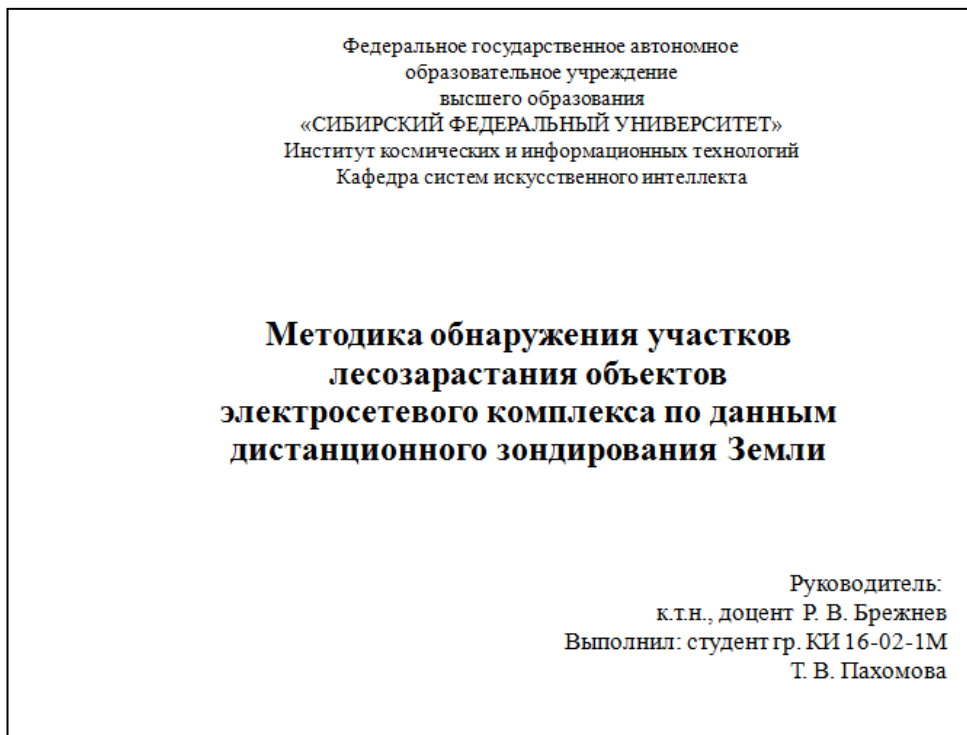 Федеральное государственное автономное
образовательное учреждение
высшего образования
«СИБИРСКИЙ ФЕДЕРАЛЬНЫЙ УНИВЕРСИТЕТ»
Институт космических и информационных технологий
Кафедра систем искусственного интеллекта
Методика обнаружения участков
лесозарастания объектов
электросетевого комплекса по данным
дистанционного зондирования Земли
Руководитель:
к.т.н., доцент Р. В. Брежнев
Выполнил: студент гр. КИ 16-02-1М
Т. В. Пахомова